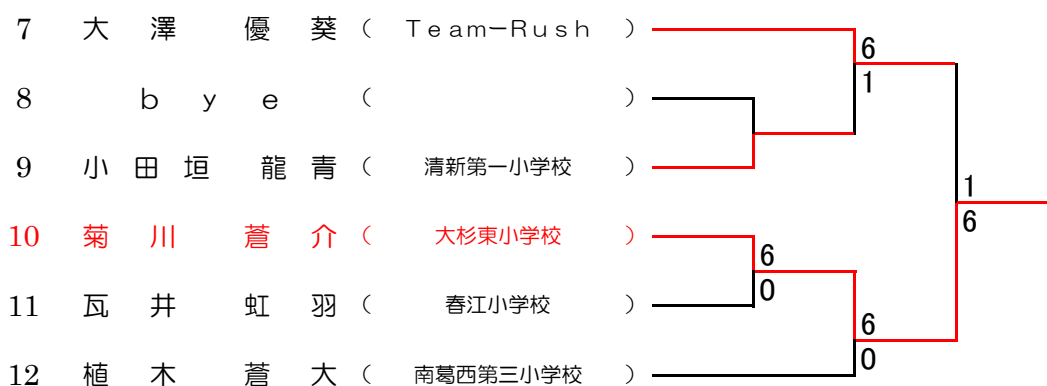 7 大澤 優葵 ( Team-Rush ) 6
1
8 bye ( )
9 小田垣 龍青 ( 清新第一小学校 ) 1
6
10 菊川 蒼介 ( 大杉東小学校 ) 6
0
11 瓦井 虹羽 ( 春江小学校 ) 6
0
12 植木 蒼大 ( 南葛西第三小学校 )